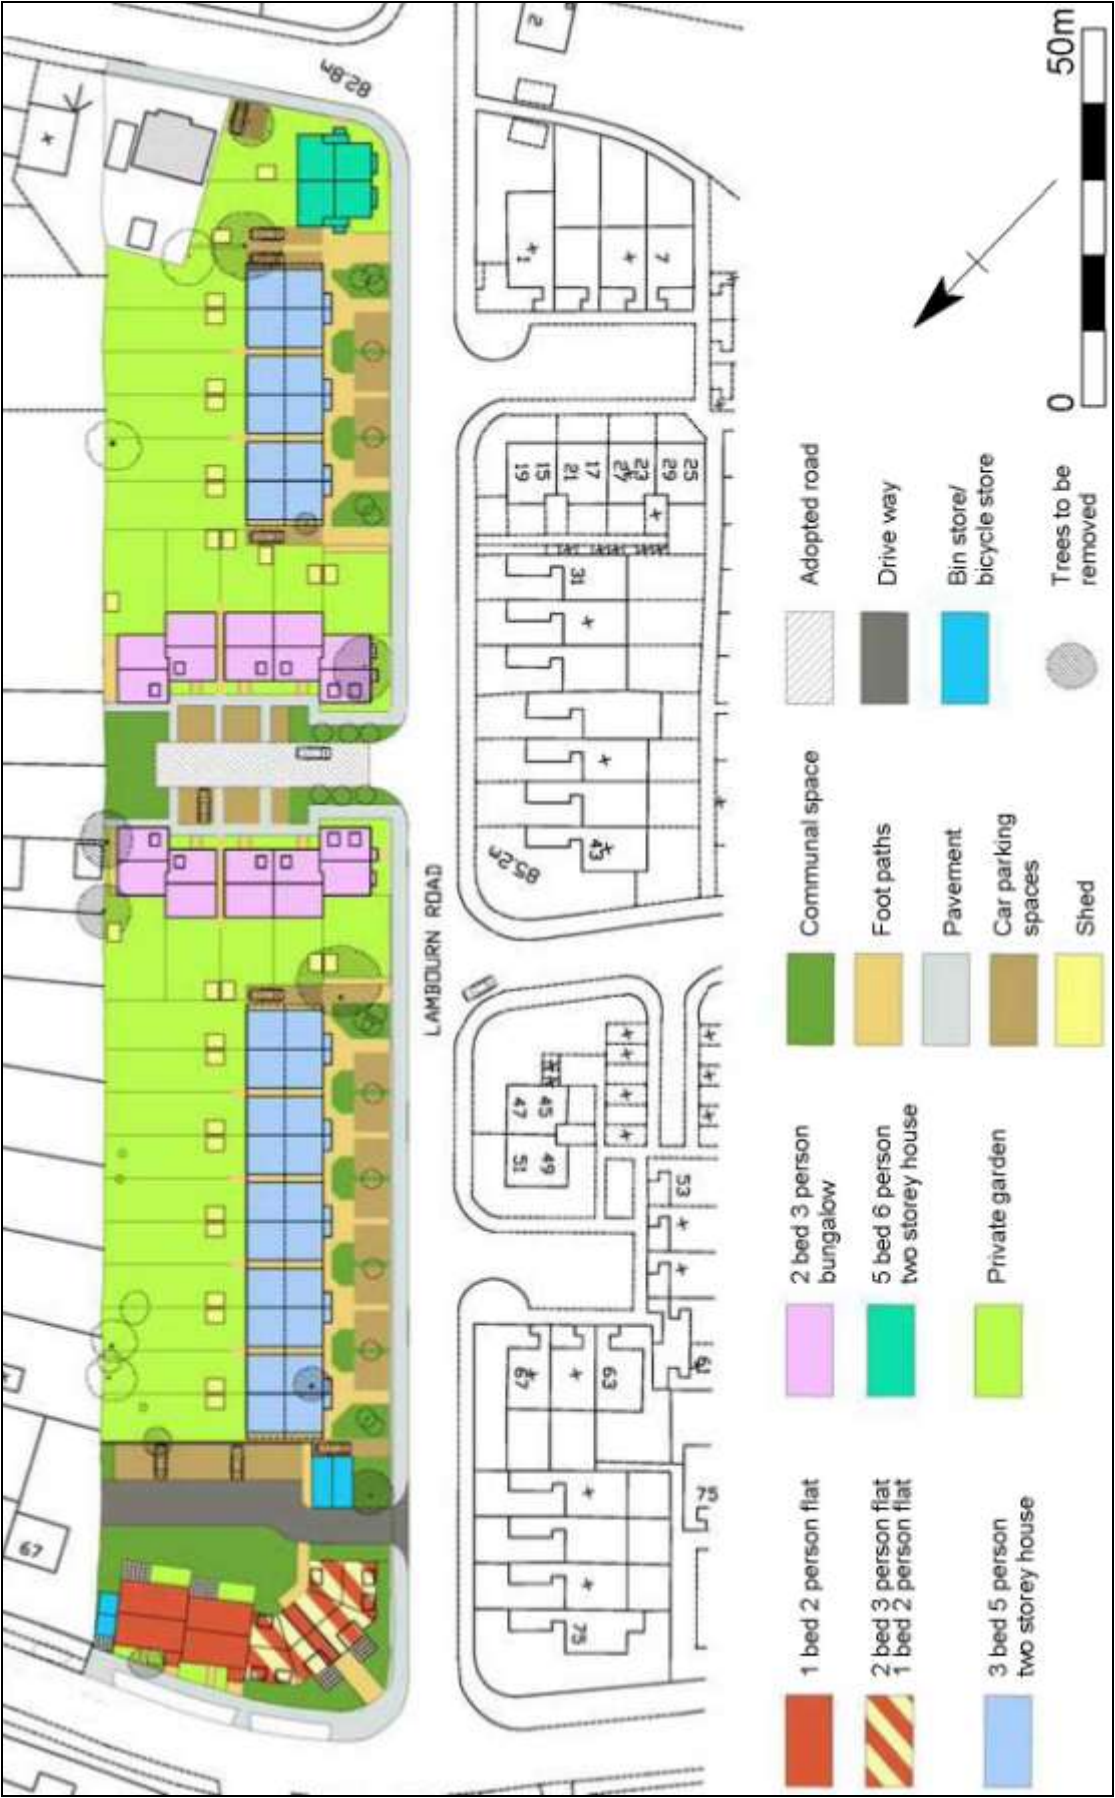 82.8m
2
1
7
19
15
21
17
27
23
29
25
31
43
85.2m
LAMBOURN ROAD
47
45
51
49
53
61
67
63
75
67
75
0
50m
Adopted road
Drive way
Bin store/
bicycle store
Trees to be
removed
Communal space
Foot paths
Pavement
Car parking
spaces
Shed
2 bed 3 person
bungalow
5 bed 6 person
two storey house
Private garden
1 bed 2 person flat
2 bed 3 person flat
1 bed 2 person flat
3 bed 5 person
two storey house